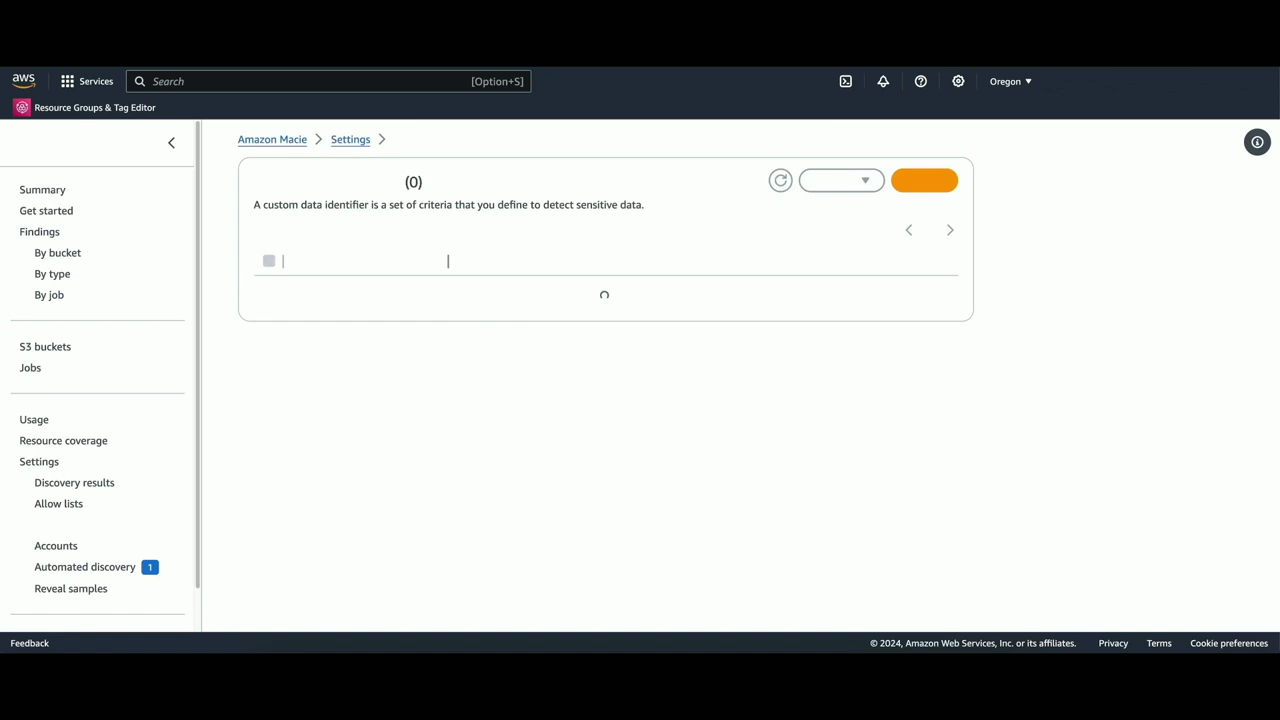 aws
Services
Search
[Option+S]
Oregon
Resource Groups & Tag Editor
Amazon Macie
Settings
Summary
Get started
Findings
By bucket
By type
By job
S3 buckets
Jobs
Usage
Resource coverage
Settings
Discovery results
Allow lists
Accounts
Automated discovery 1
Reveal samples
(0)
A custom data identifier is a set of criteria that you define to detect sensitive data.
Feedback
© 2024, Amazon Web Services, Inc. or its affiliates.
Privacy
Terms
Cookie preferences